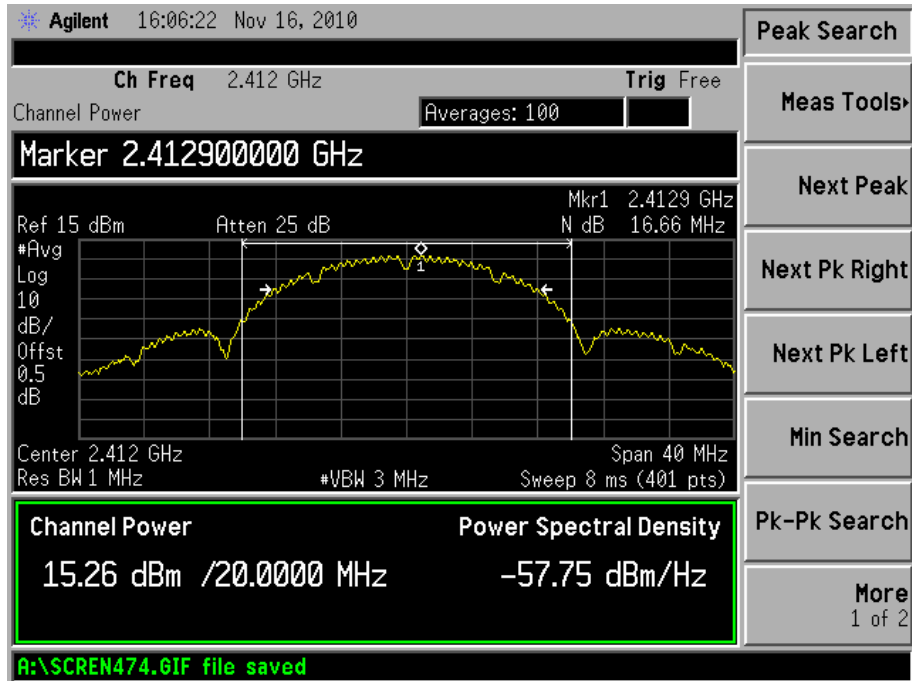 Agilent 16:06:22 Nov 16, 2010
Peak Search
Ch Freq 2.412 GHz Trig Free
Channel Power Averages: 100
Meas Tools
Marker 2.412900000 GHz
Next Peak
Mkr1 2.4129 GHz
Ref 15 dBm Atten 25 dB N dB 16.66 MHz
#Avg
Log
10
dB/
Offst
0.5
dB
1
Next Pk Right
Next Pk Left
Center 2.412 GHz Span 40 MHz
Res BW 1 MHz #VBW 3 MHz Sweep 8 ms (401 pts)
Min Search
Channel Power Power Spectral Density
15.26 dBm /20.0000 MHz -57.75 dBm/Hz
Pk-Pk Search
More
1 of 2
A:\SCREN474.GIF file saved